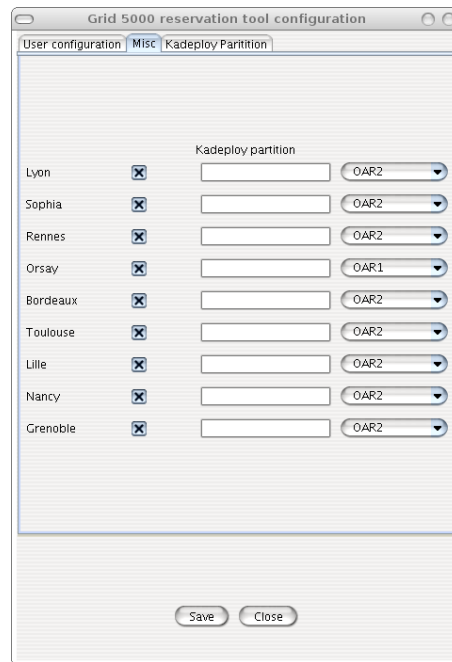 Grid 5000 reservation tool configuration
User configuration Misc Kadeploy Paritition
Kadeploy partition
Lyon OAR2
Sophia OAR2
Rennes OAR2
Orsay OAR1
Bordeaux OAR2
Toulouse OAR2
Lille OAR2
Nancy OAR2
Grenoble OAR2
Save Close